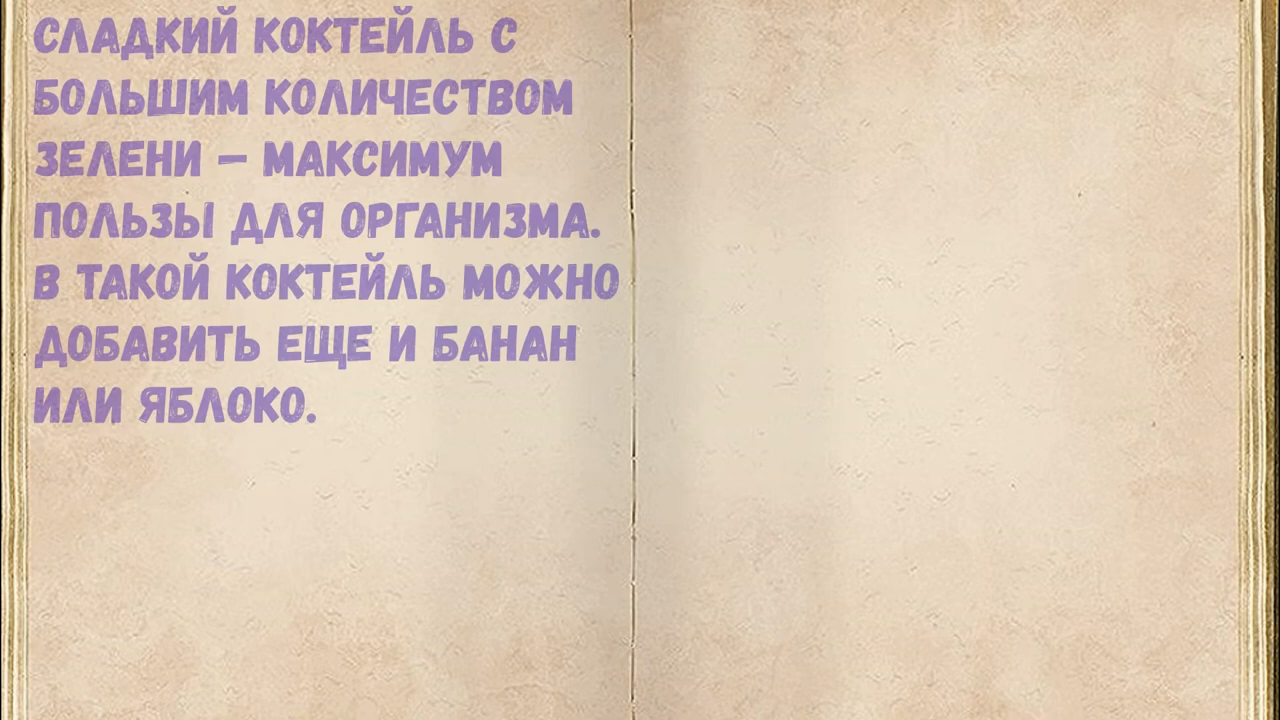 СЛАДКИЙ КОКТЕЙЛЬ С
БОЛЬШИМ КОЛИЧЕСТВОМ
ЗЕЛЕНИ – МАКСИМУМ
ПОЛЬЗЫ ДЛЯ ОРГАНИЗМА.
В ТАКОЙ КОКТЕЙЛЬ МОЖНО
ДОБАВИТЬ ЕЩЕ И БАНАН
ИЛИ ЯБЛОКО.